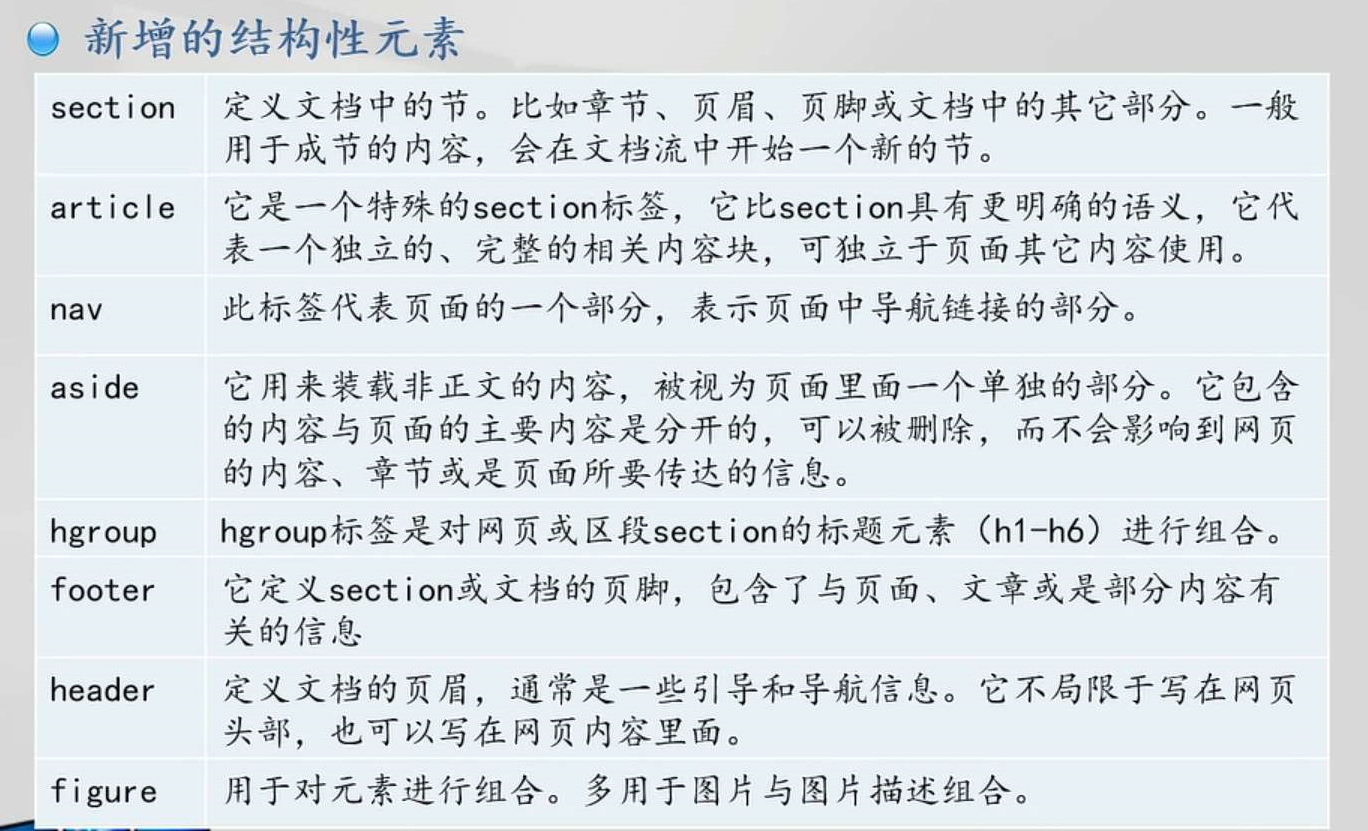 新增的结构性元素
section 定义文档中的节。比如章节、页眉、页脚或文档中的其它部分。一般
用于成节的内容，会在文档流中开始一个新的节。
article 它是一个特殊的section标签，它比section具有更明确的语义，它代
表一个独立的、完整的相关内容块，可独立于页面其它内容使用。
nav 此标签代表页面的一个部分，表示页面中导航链接的部分。
aside 它用来装载非正文的内容，被视为页面里面一个单独的部分。它包含
的内容与页面的主要内容是分开的，可以被删除，而不会影响到网页
的内容、章节或是页面所要传达的信息。
hgroup hgroup标签是对网页或区段section的标题元素（h1-h6）进行组合。
footer 它定义section或文档的页脚，包含了与页面、文章或是部分内容有
关的信息
header 定义文档的页眉，通常是一些引导和导航信息。它不局限于写在网页
头部，也可以写在网页内容里面。
figure 用于对元素进行组合。多用于图片与图片描述组合。